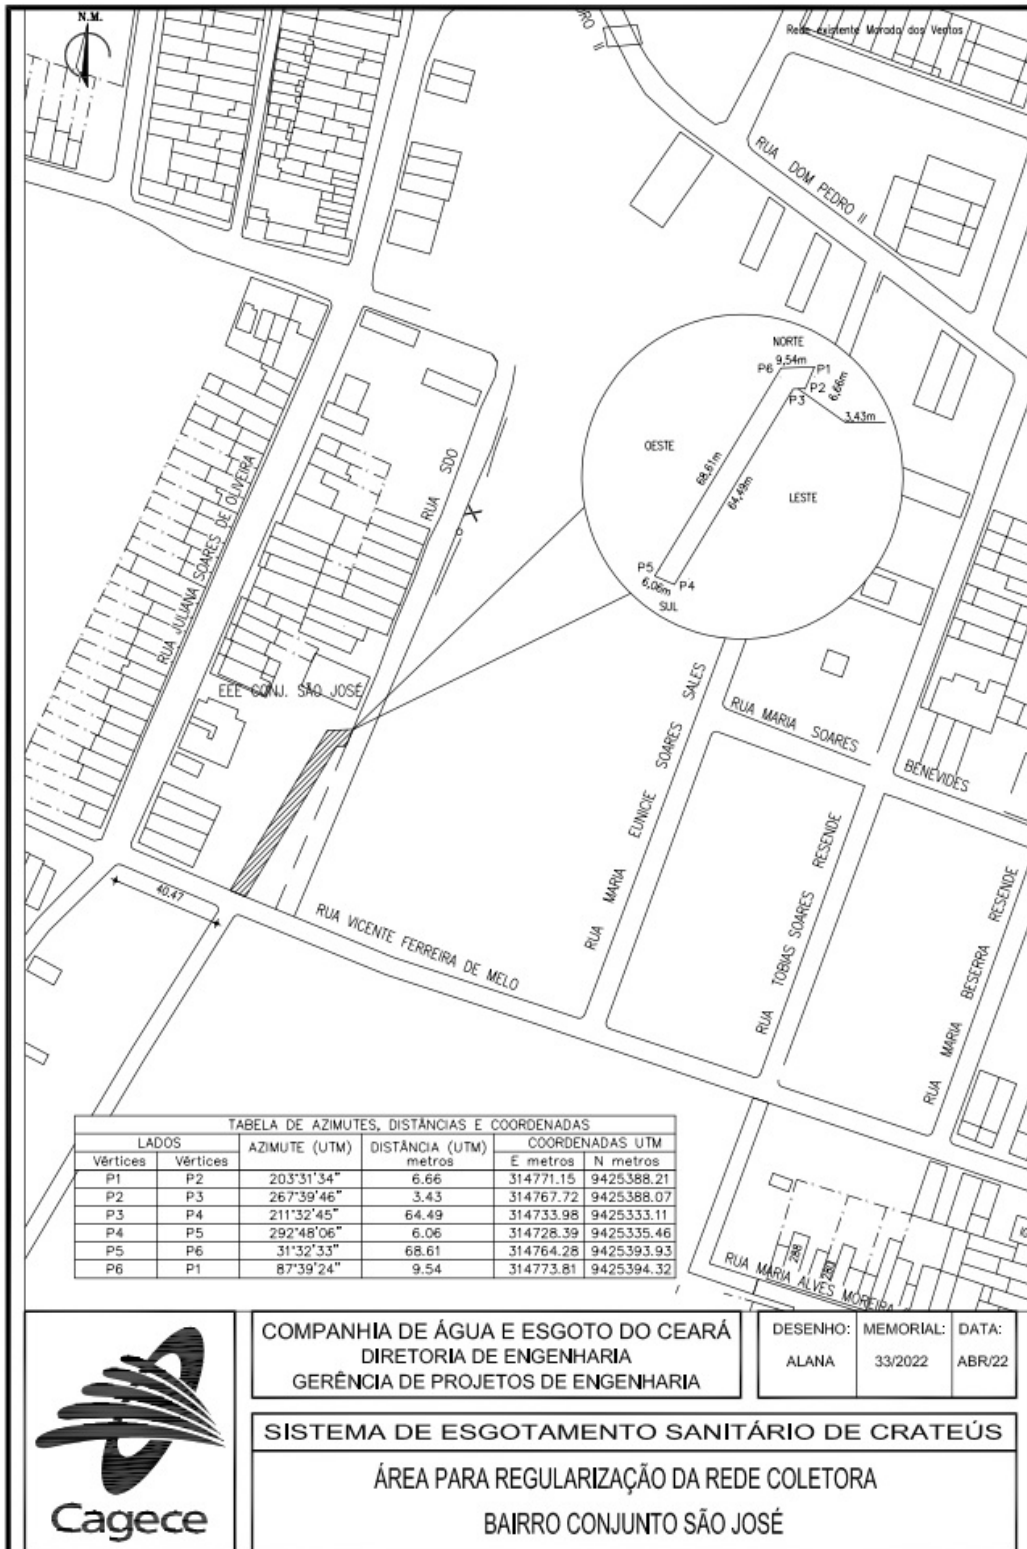 N.M.
DRO II
Rede existente Morada dos Ventos
RUA DOM PEDRO II
NORTE
9,54m
P6
P1
P2
6,66m
P3
3,43m
OESTE
68,61m
64,49m
LESTE
P5
P4
6,06m
SUL
RUA SDO
X
RUA JULIANA SOARES DE OLIVEIRA
EEE CONJ. SÃO JOSÉ
RUA MARIA EUNICIE SOARES SALES
RUA MARIA SOARES BENEVIDES
RUA TOBIAS SOARES RESENDE
RUA MARIA BESERRA RESENDE
40.47
RUA VICENTE FERREIRA DE MELO
288
280
RUA MARIA ALVES MOREIRA
TABELA DE AZIMUTES, DISTÂNCIAS E COORDENADAS
LADOS AZIMUTE (UTM) DISTÂNCIA (UTM) metros COORDENADAS UTM
Vértices Vértices E metros N metros
P1 P2 203°31'34" 6.66 314771.15 9425388.21
P2 P3 267°39'46" 3.43 314767.72 9425388.07
P3 P4 211°32'45" 64.49 314733.98 9425333.11
P4 P5 292°48'06" 6.06 314728.39 9425335.46
P5 P6 31°32'33" 68.61 314764.28 9425393.93
P6 P1 87°39'24" 9.54 314773.81 9425394.32
Cagece
COMPANHIA DE ÁGUA E ESGOTO DO CEARÁ
DIRETORIA DE ENGENHARIA
GERÊNCIA DE PROJETOS DE ENGENHARIA
DESENHO: MEMORIAL: DATA:
ALANA 33/2022 ABR/22
SISTEMA DE ESGOTAMENTO SANITÁRIO DE CRATEÚS
ÁREA PARA REGULARIZAÇÃO DA REDE COLETORA
BAIRRO CONJUNTO SÃO JOSÉ